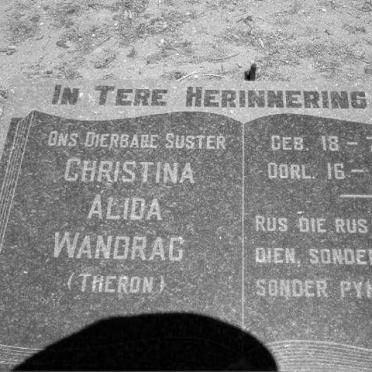 IN TERE HERINNERING
ONS DIERBARE SUSTER
CHRISTINA
ALIDA
WANDRAG
(THERON)
GEB. 18 - 7
OORL. 16 -
RUS DIE RUS
DIEN, SONDER
SONDER PYN